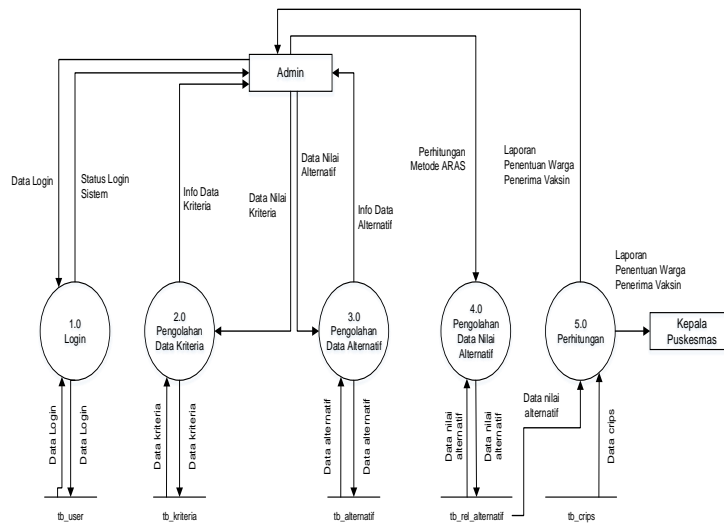 Admin
Data Login
Status Login
Sistem
Info Data
Kriteria
Data Nilai
Kriteria
Data Nilai
Alternatif
Info Data
Alternatif
Perhitungan
Metode ARAS
Laporan
Penentuan Warga
Penerima Vaksin
Laporan
Penentuan Warga
Penerima Vaksin
1.0
Login
2.0
Pengolahan
Data Kriteria
3.0
Pengolahan
Data Alternatif
4.0
Pengolahan
Data Nilai
Alternatif
5.0
Perhitungan
Kepala
Puskesmas
Data Login
Data Login
Data kriteria
Data kriteria
Data alternatif
Data alternatif
Data nilai
alternatif
Data nilai
alternatif
Data nilai
alternatif
Data crips
tb_user
tb_kriteria
tb_alternatif
tb_rel_alternatif
tb_crips